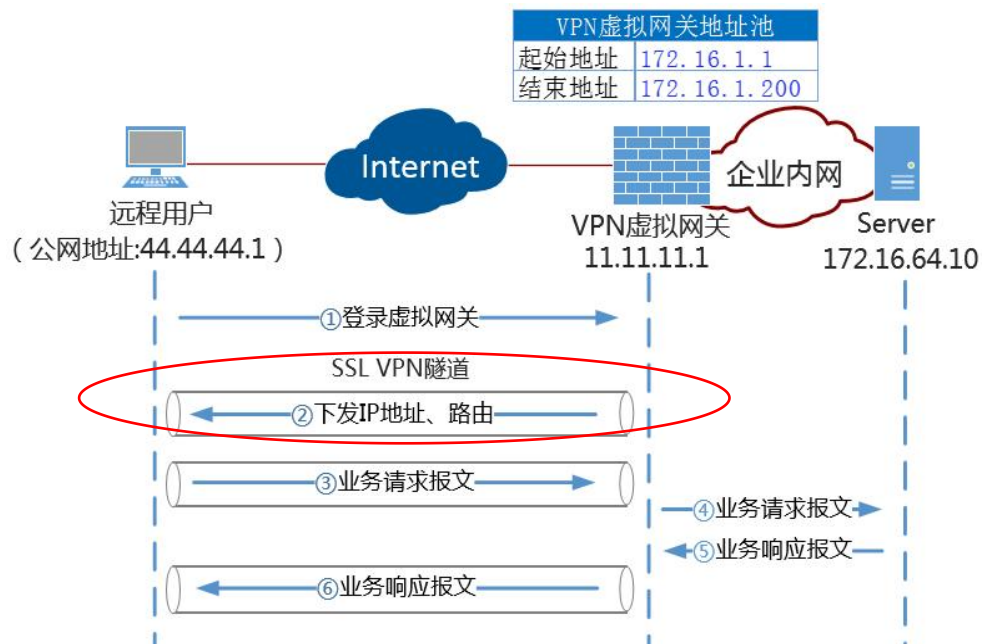 VPN虚拟网关地址池
起始地址 172.16.1.1
结束地址 172.16.1.200
Internet
企业内网
远程用户
(公网地址:44.44.44.1)
VPN虚拟网关
11.11.11.1
Server
172.16.64.10
①登录虚拟网关
SSL VPN隧道
②下发IP地址、路由
③业务请求报文
④业务请求报文
⑤业务响应报文
⑥业务响应报文